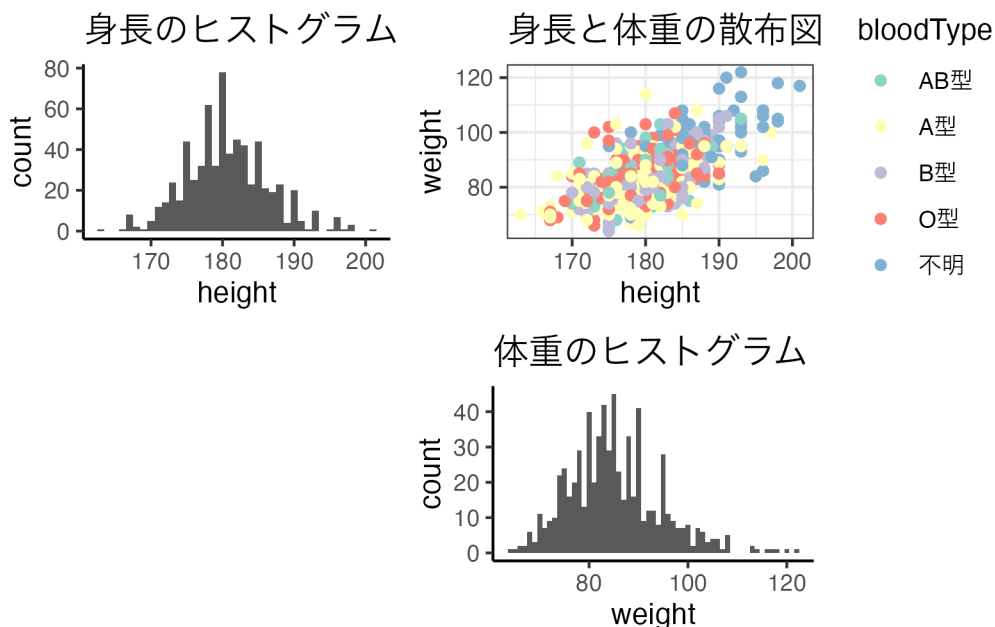 身長のヒストグラム
80
60
40
20
0
count
170 180 190 200
height
身長と体重の散布図
120
100
80
weight
170 180 190 200
height
bloodType
AB型
A型
B型
O型
不明
体重のヒストグラム
40
30
20
10
0
count
80 100 120
weight